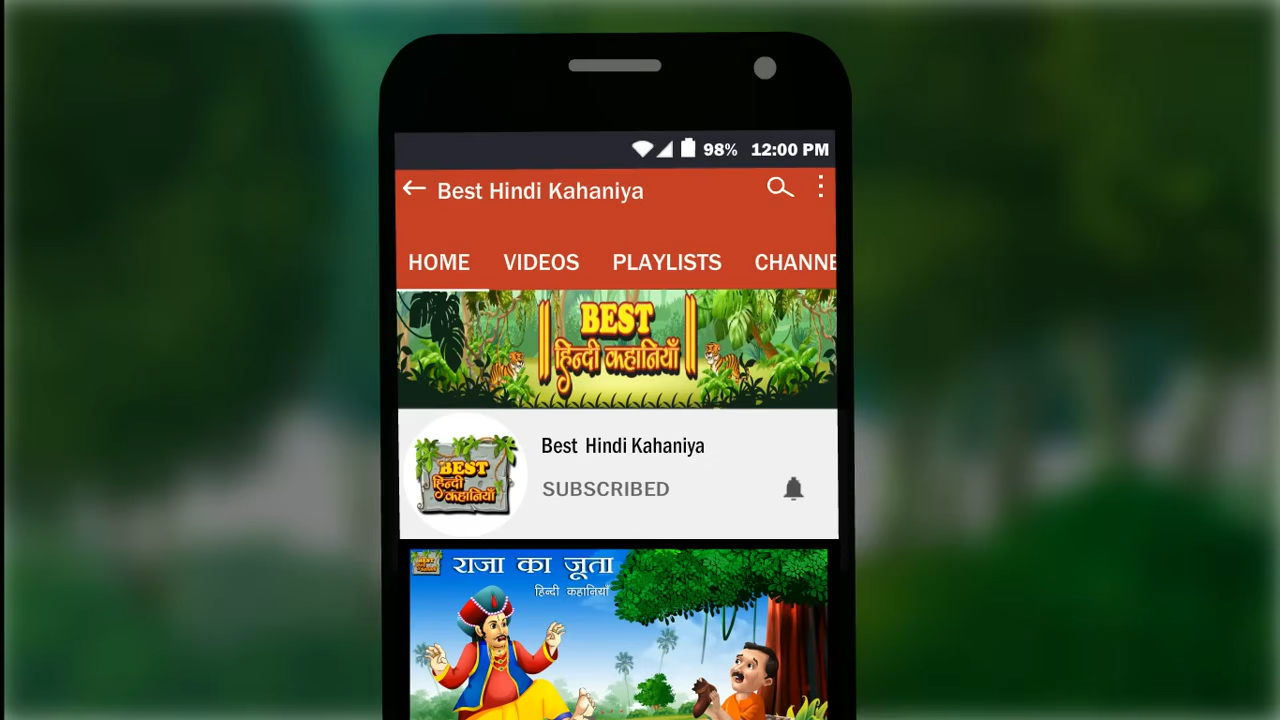 98% 12:00 PM
Best Hindi Kahaniya
HOME VIDEOS PLAYLISTS CHANNE
BEST
हिन्दी कहानियाँ
Best Hindi Kahaniya
BEST
हिन्दी
कहानियाँ
SUBSCRIBED
राजा का जूता
हिन्दी कहानियाँ